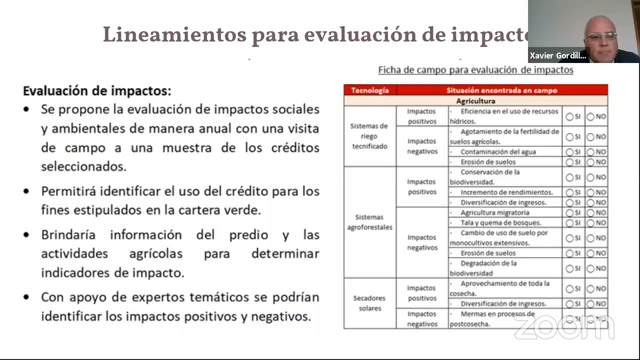 Lineamientos para evaluación de impacto
Xavier Gordill...
Ficha de campo para evaluación de impactos
Evaluación de impactos:
• Se propone la evaluación de impactos sociales
y ambientales de manera anual con una visita
de campo a una muestra de los créditos
seleccionados.
• Permitirá identificar el uso del crédito para los
fines estipulados en la cartera verde.
• Brindaría información del predio y las
actividades agrícolas para determinar
indicadores de impacto.
• Con apoyo de expertos temáticos se podrían
identificar los impactos positivos y negativos.
Tecnología Situación encontrada en campo
Agricultura
Sistemas de
riego
tecnificado
Impactos
positivos
- Eficiencia en el uso de recursos
hídricos. SI NO
Impactos
negativos
- Agotamiento de la fertilidad de
suelos agrícolas. SI NO
- Contaminación del agua SI NO
- Erosión de suelos SI NO
Sistemas
agroforestales
Impactos
positivos
- Conservación de la
biodiversidad. SI NO
- Incremento de rendimientos. SI NO
- Diversificación de ingresos. SI NO
Impactos
negativos
- Agricultura migratoria SI NO
- Tala y quema de bosques. SI NO
- Cambio de uso de suelo por
monocultivos extensivos. SI NO
- Erosión de suelos SI NO
- Degradación de la
biodiversidad SI NO
Secadores
solares
Impactos
positivos
- Aprovechamiento de toda la
cosecha. SI NO
- Diversificación de ingresos. SI NO
Impactos
negativos
- Mermas en procesos de
postcosecha. SI NO
zoom